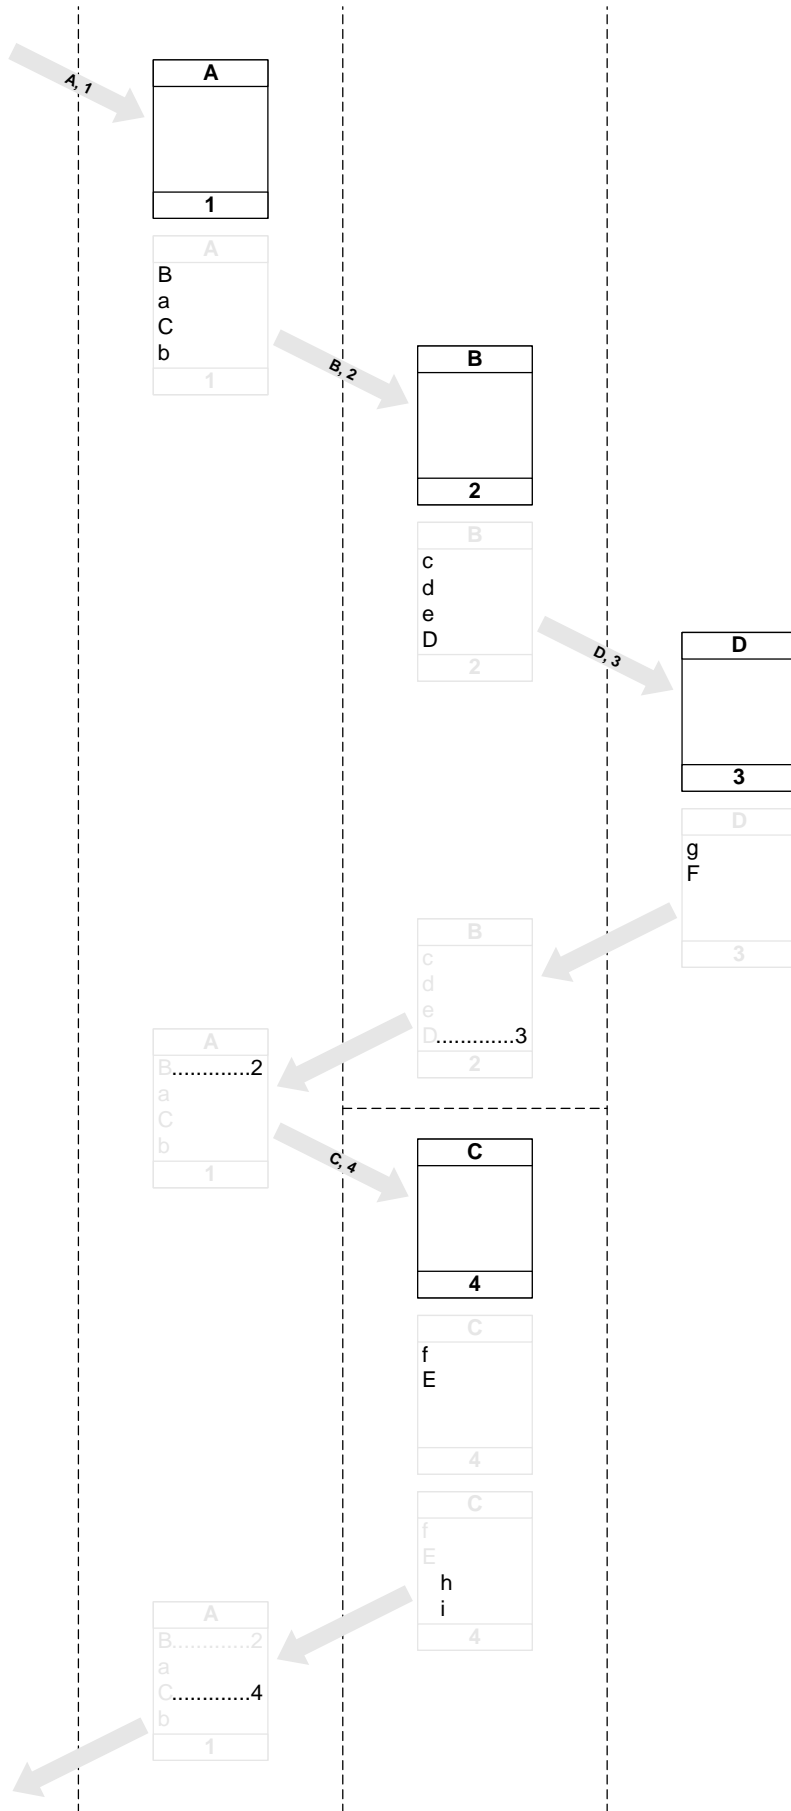 A, 1
A
1
A
B
a
C
b
1
B, 2
B
2
B
c
d
e
D
2
D, 3
D
3
D
g
F
3
B
c
d
e
D.............3
2
A
B.............2
a
C
b
1
C, 4
C
4
C
f
E
4
C
f
E
h
i
4
A
B.............2
a
C.............4
b
1